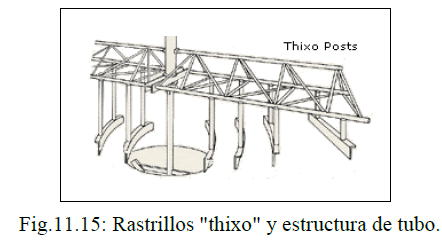 Thixo Posts
Fig.11.15: Rastrillos "thixo" y estructura de tubo.